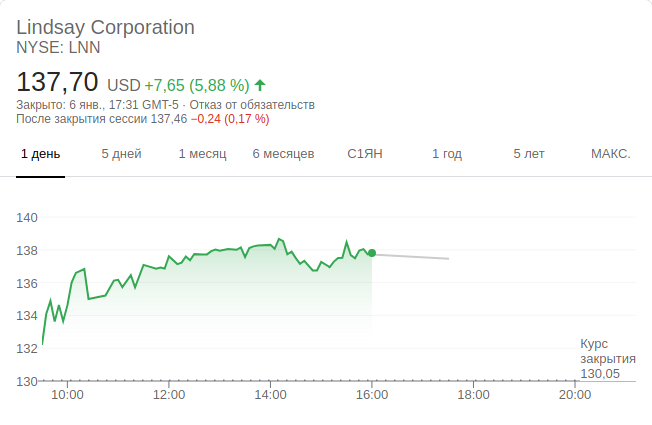 Lindsay Corporation
NYSE: LNN
137,70 USD +7,65 (5,88 %)
Закрыто: 6 янв., 17:31 GMT-5 · Отказ от обязательств
После закрытия сессии 137,46 −0,24 (0,17 %)
1 день 5 дней 1 месяц 6 месяцев С1ЯН 1 год 5 лет МАКС.
140
138
136
134
132
130
Курс
закрытия
130,05
10:00 12:00 14:00 16:00 18:00 20:00